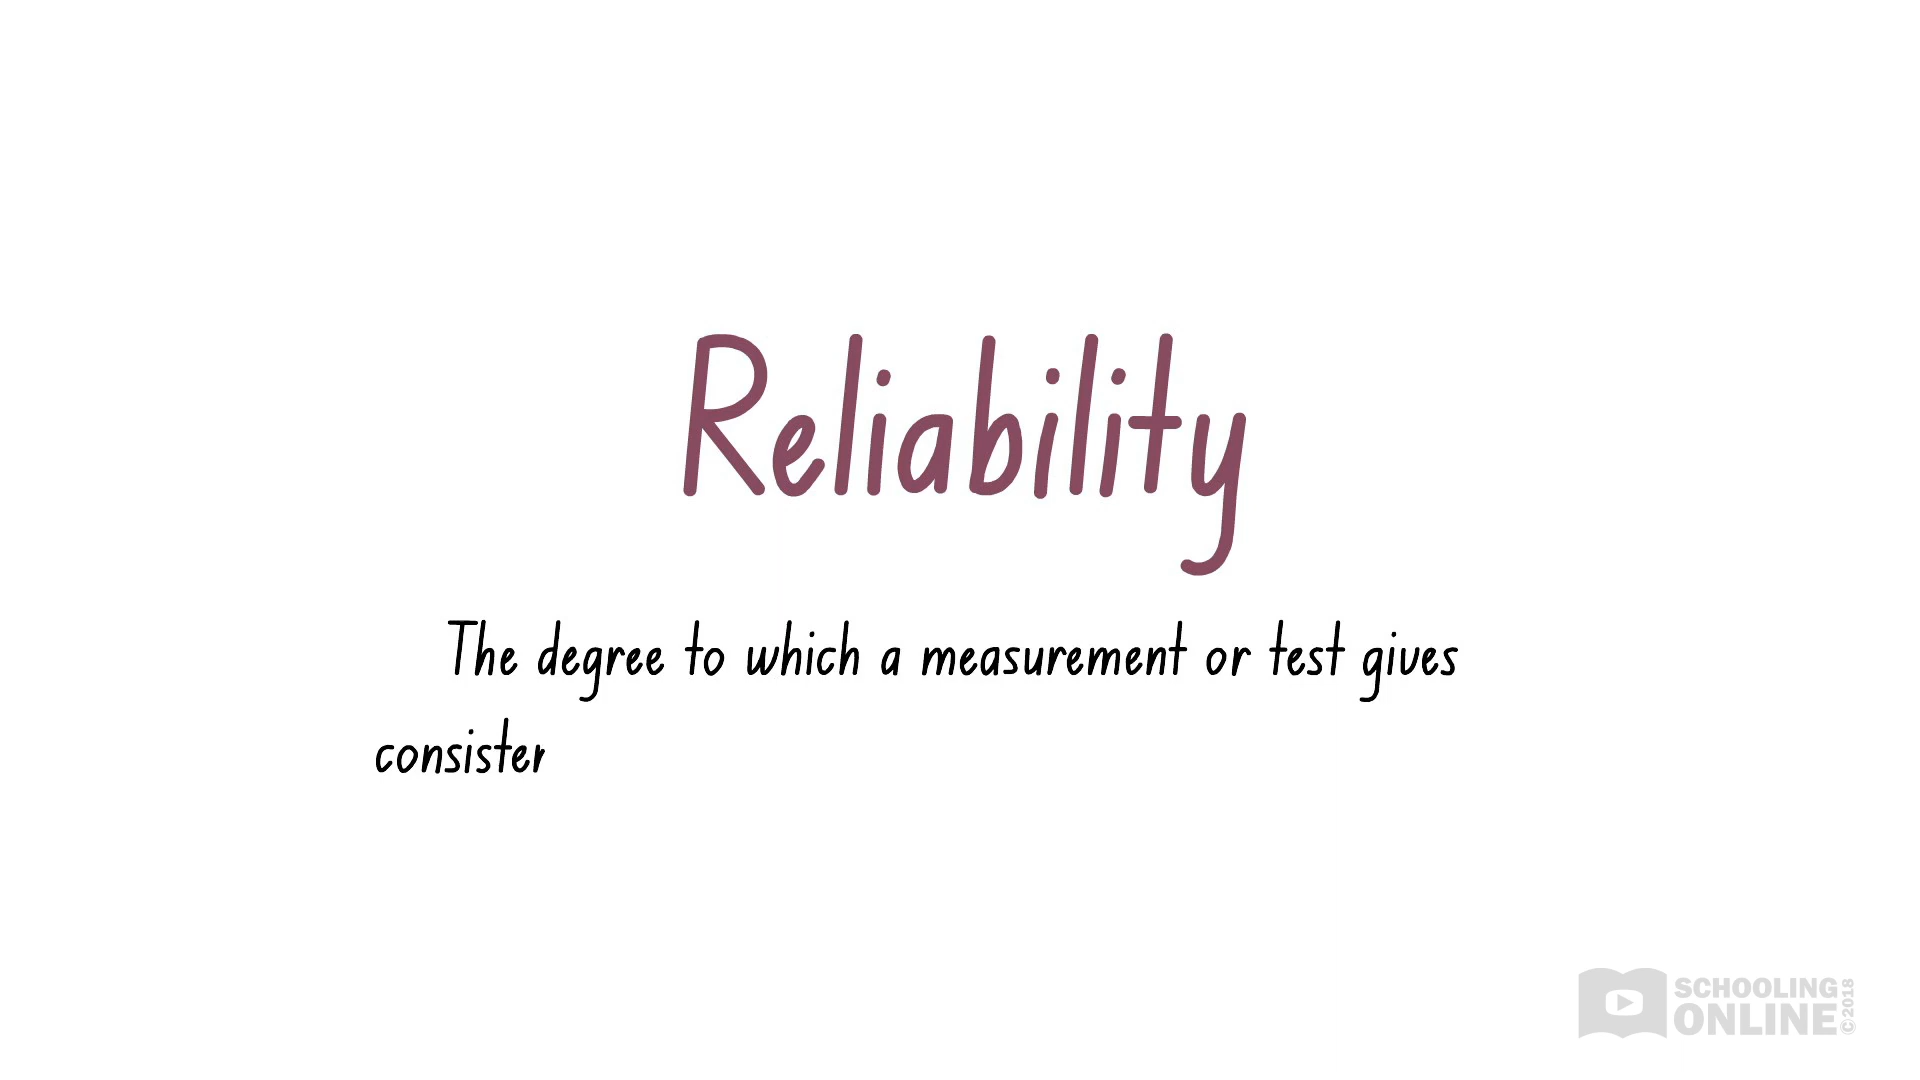 Reliability
The degree to which a measurement or test gives
consister
SCHOOLING
ONLINE
©2018